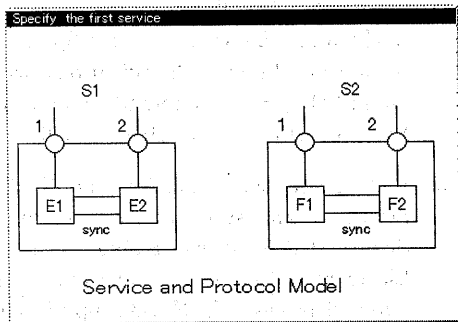 Specify the first service
S1 S2
1 2 1 2
E1 E2 F1 F2
sync sync
Service and Protocol Model